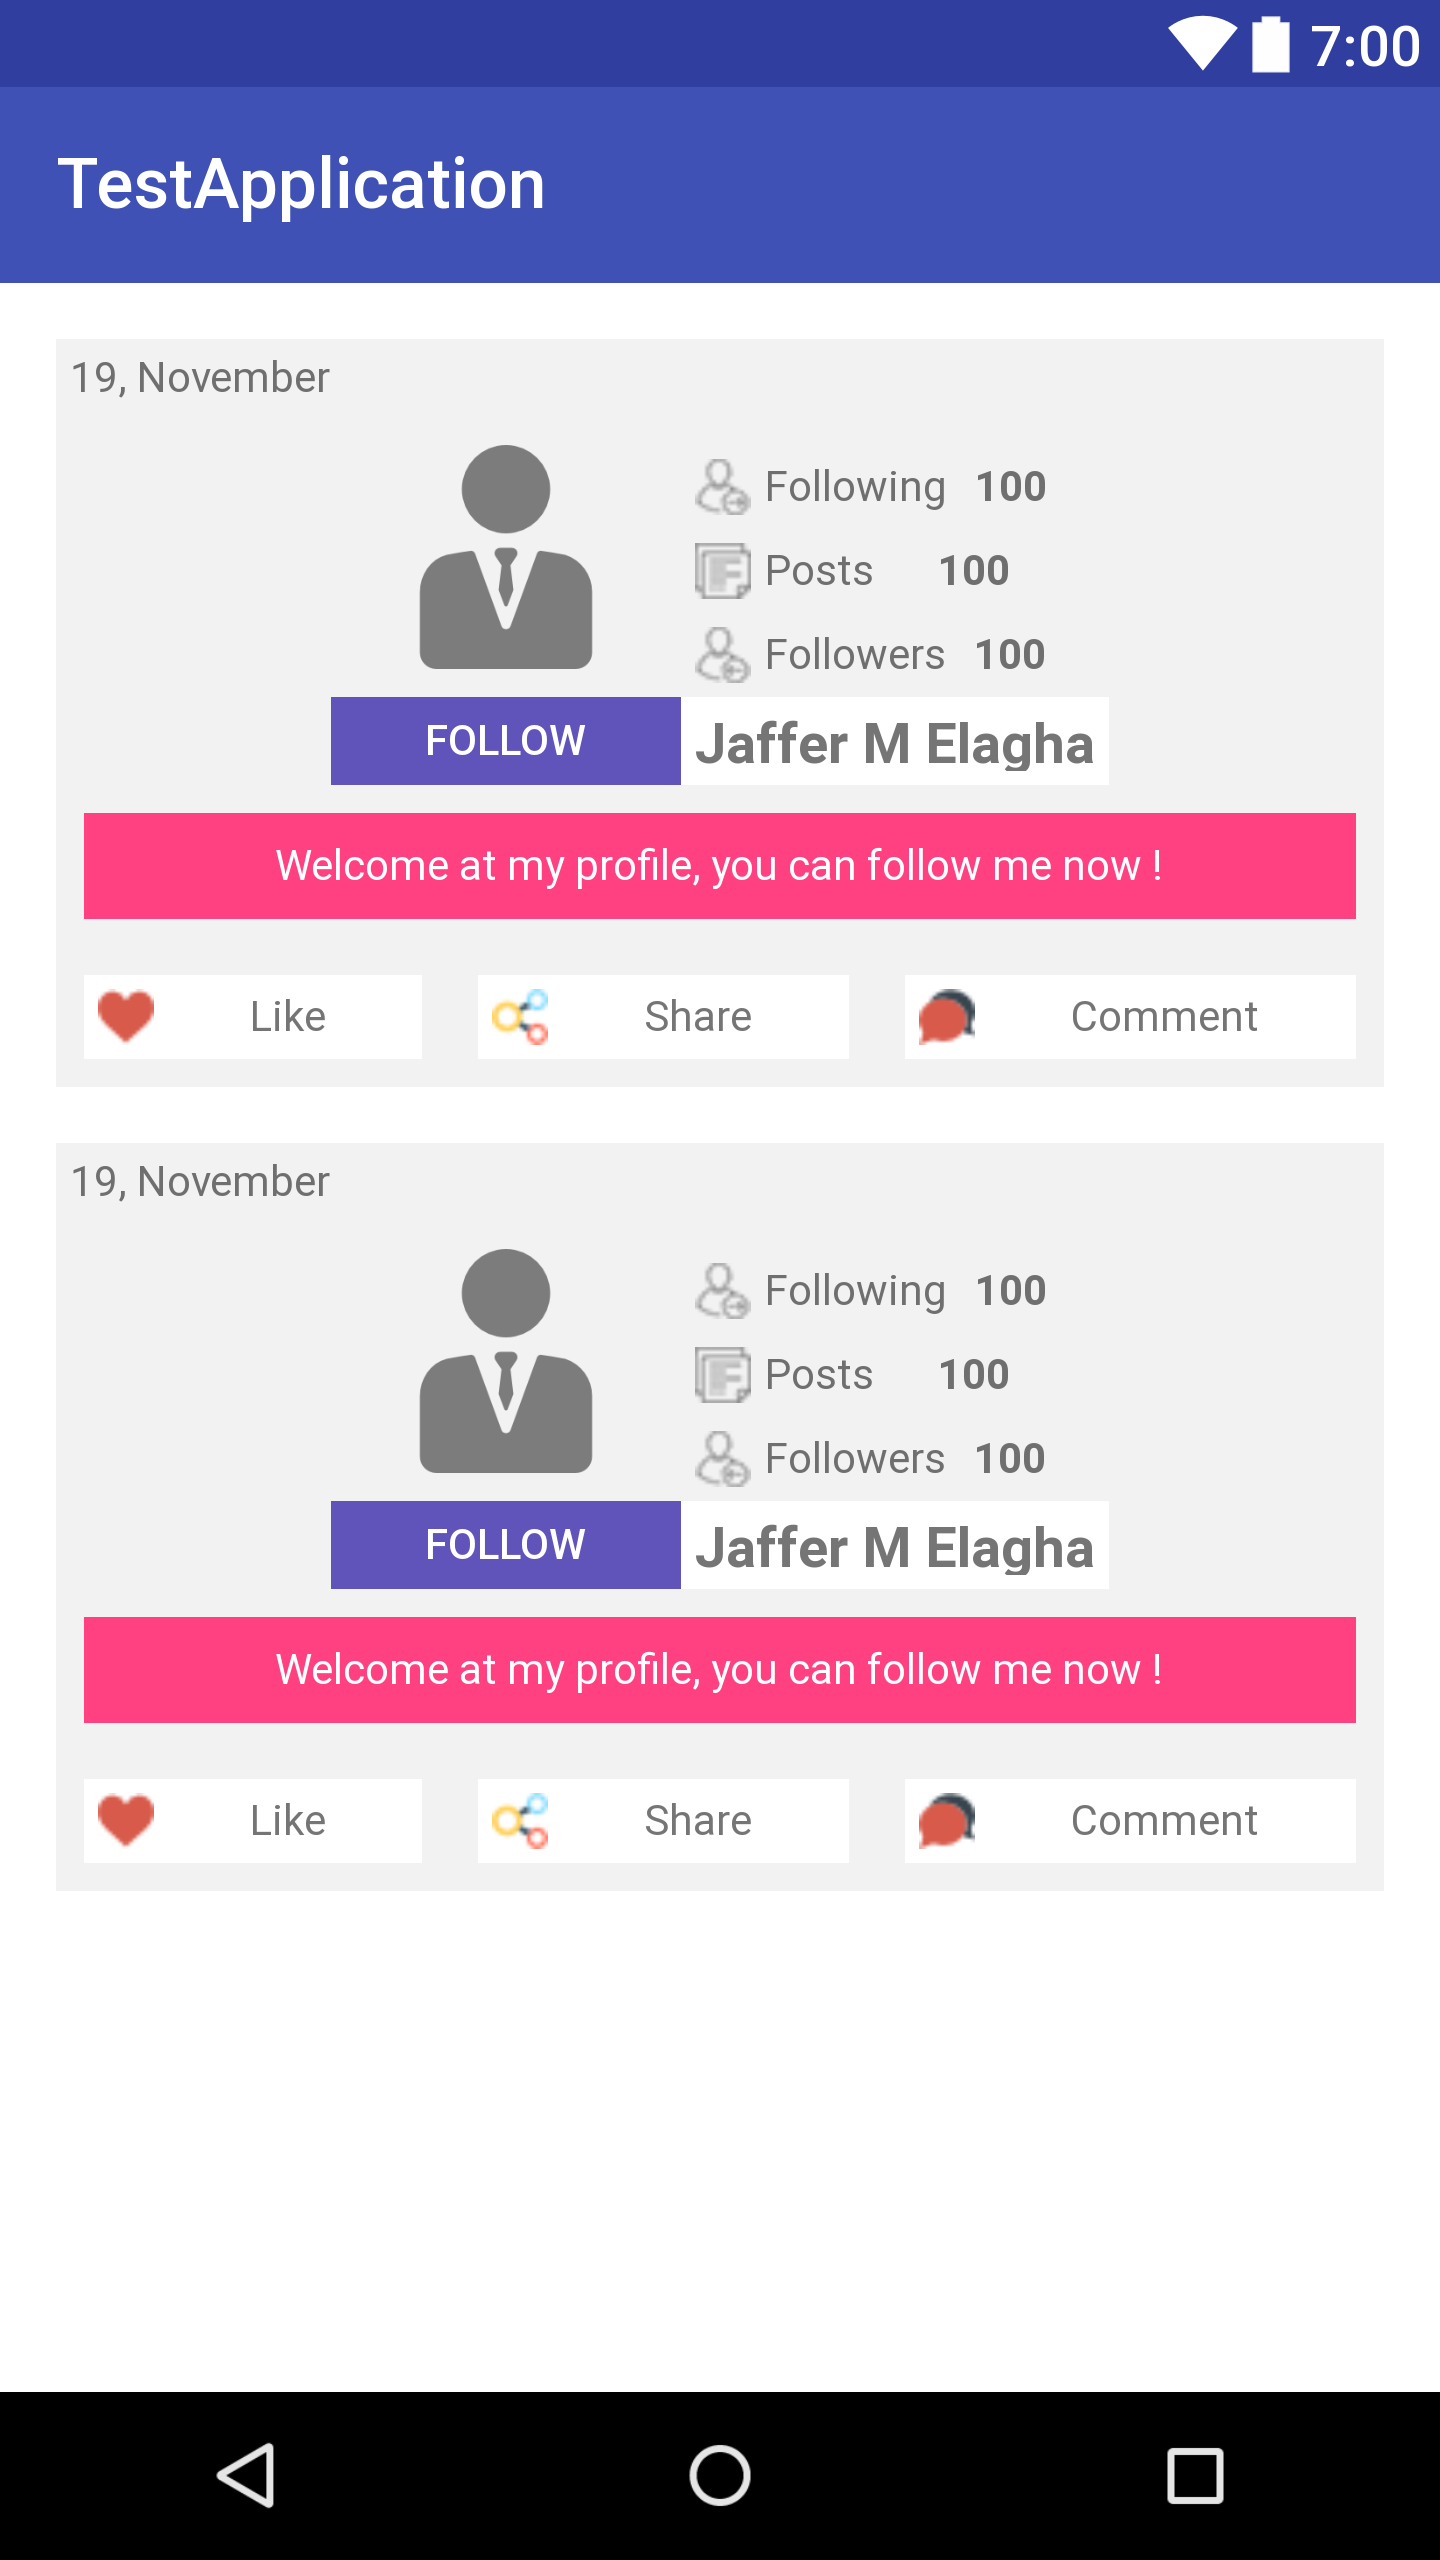 7:00
TestApplication
19, November
Following 100
Posts 100
Followers 100
FOLLOW Jaffer M Elagha
Welcome at my profile, you can follow me now !
Like Share Comment
19, November
Following 100
Posts 100
Followers 100
FOLLOW Jaffer M Elagha
Welcome at my profile, you can follow me now !
Like Share Comment